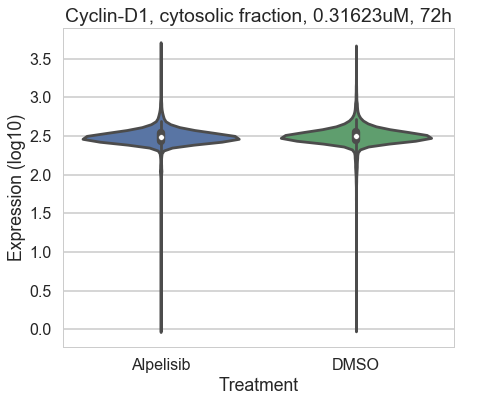 Cyclin-D1, cytosolic fraction, 0.31623uM, 72h
Expression (log10)
3.5
3.0
2.5
2.0
1.5
1.0
0.5
0.0
Alpelisib DMSO
Treatment